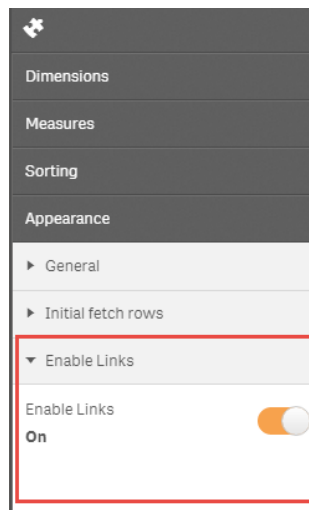 Dimensions
Measures
Sorting
Appearance
General
Initial fetch rows
Enable Links
Enable Links
On